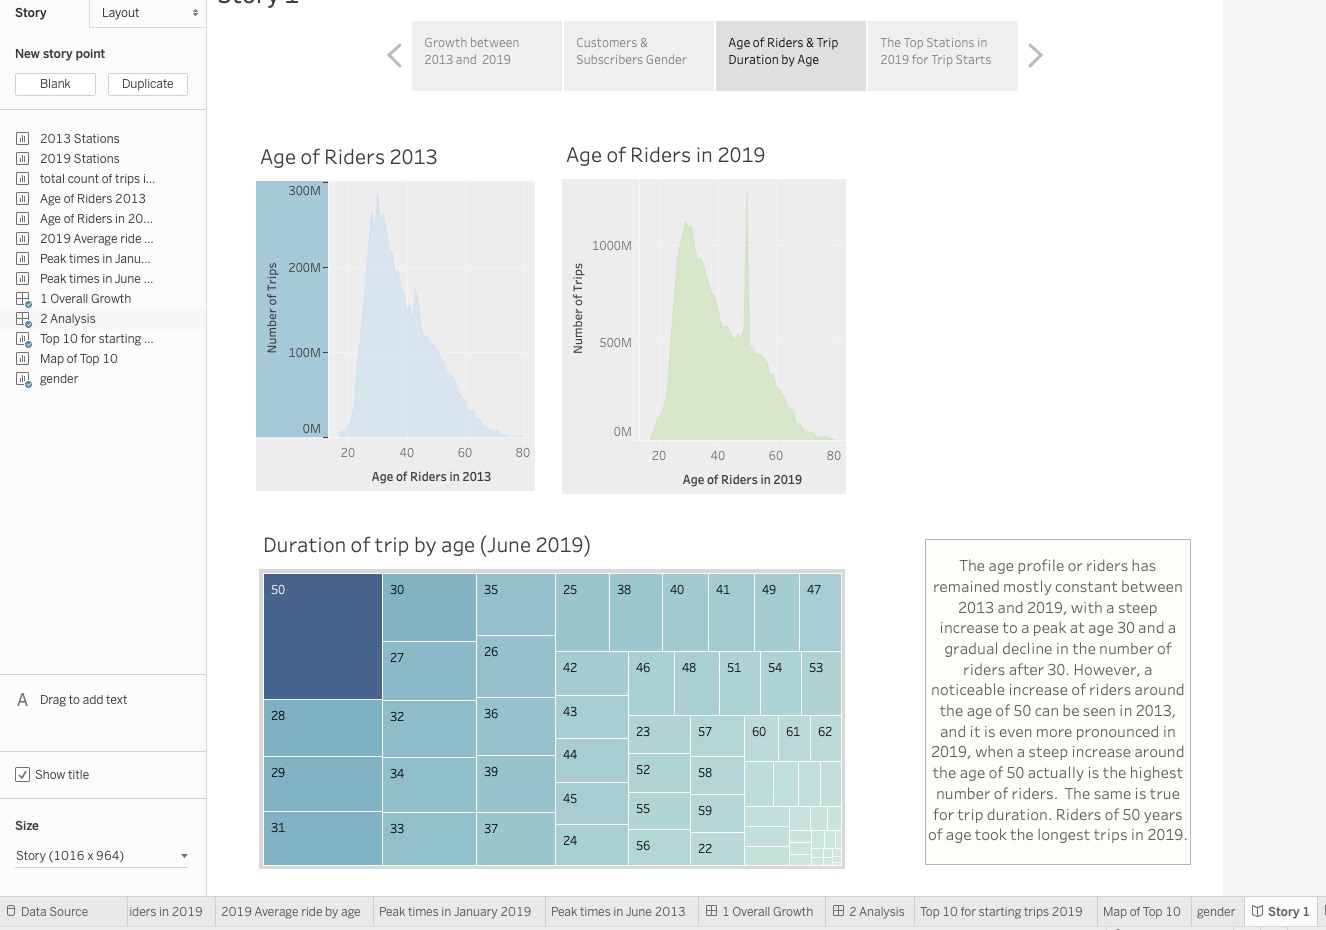 Story 1
Story
Layout
New story point
Blank
Duplicate
2013 Stations
2019 Stations
total count of trips i...
Age of Riders 2013
Age of Riders in 20...
2019 Average ride ...
Peak times in Janu...
Peak times in June ...
1 Overall Growth
2 Analysis
Top 10 for starting ...
Map of Top 10
gender
A Drag to add text
Show title
Size
Story (1016 x 964)
Growth between
2013 and 2019
Customers &
Subscribers Gender
Age of Riders & Trip
Duration by Age
The Top Stations in
2019 for Trip Starts
Age of Riders 2013
300M
200M
100M
0M
Number of Trips
20 40 60 80
Age of Riders in 2013
Age of Riders in 2019
1000M
500M
0M
Number of Trips
20 40 60 80
Age of Riders in 2019
Duration of trip by age (June 2019)
50
28
29
31
30
27
32
34
33
35
26
36
39
37
25 38 40 41 49 47
42
43
44
45
24
46 48 51 54 53
23
52
55
56
57
58
59
22
60 61 62
The age profile or riders has
remained mostly constant between
2013 and 2019, with a steep
increase to a peak at age 30 and a
gradual decline in the number of
riders after 30. However, a
noticeable increase of riders around
the age of 50 can be seen in 2013,
and it is even more pronounced in
2019, when a steep increase around
the age of 50 actually is the highest
number of riders. The same is true
for trip duration. Riders of 50 years
of age took the longest trips in 2019.
Data Source
iders in 2019
2019 Average ride by age
Peak times in January 2019
Peak times in June 2013
1 Overall Growth
2 Analysis
Top 10 for starting trips 2019
Map of Top 10
gender
Story 1